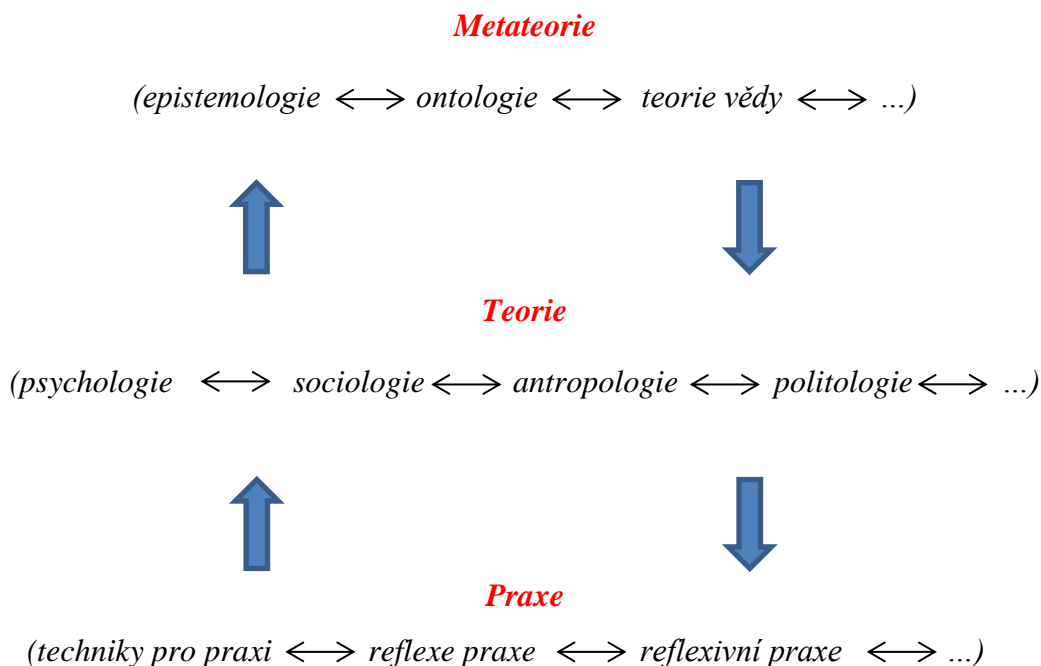 Metateorie
(epistemologie ⟷ ontologie ⟷ teorie vědy ⟷ ...)
Teorie
(psychologie ⟷ sociologie ⟷ antropologie ⟷ politologie ⟷ ...)
Praxe
(techniky pro praxi ⟷ reflexe praxe ⟷ reflexivní praxe ⟷ ...)